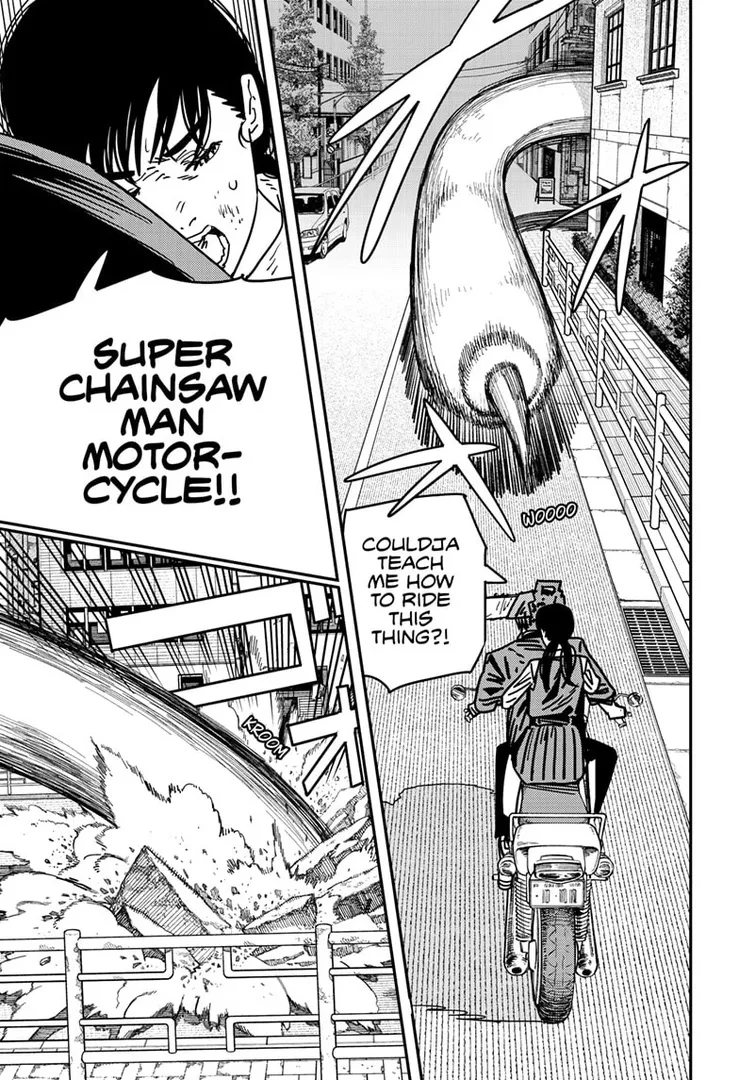 WOOOO
COULDJA
TEACH
ME HOW
TO RIDE
THIS
THING?!
SUPER
CHAINSAW
MAN
MOTOR-
CYCLE!!
KROOM